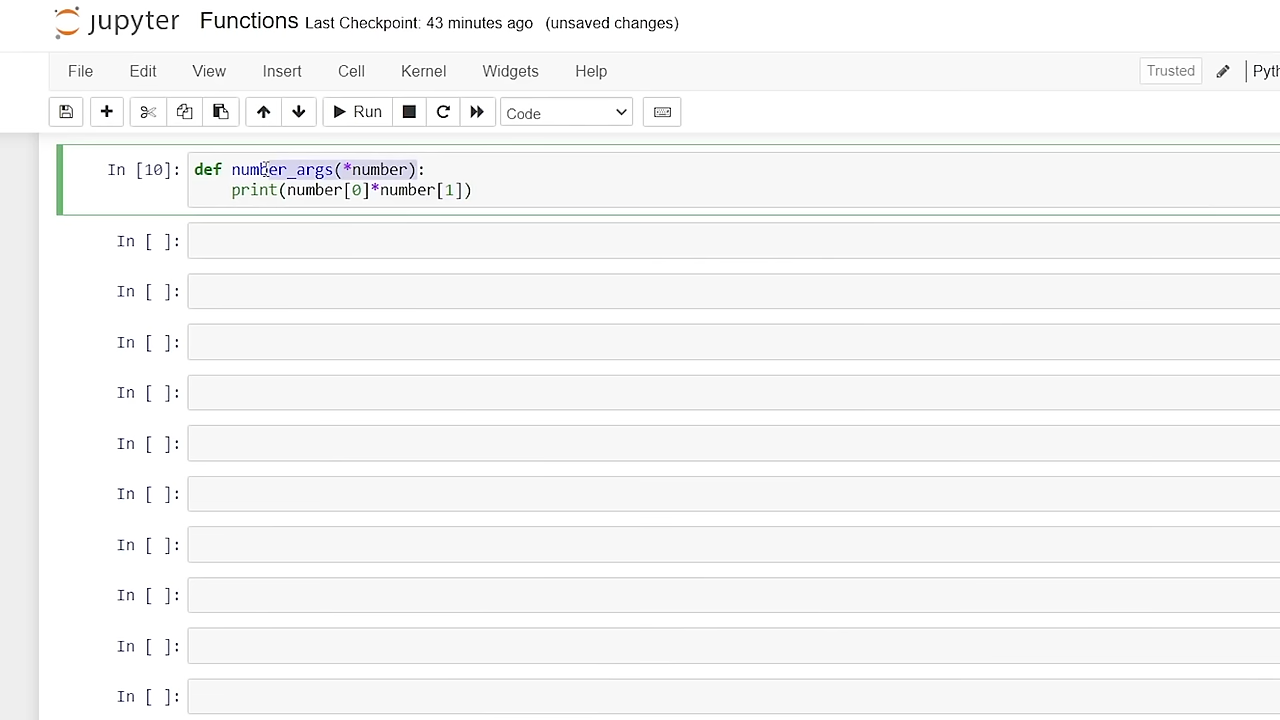 jupyter Functions Last Checkpoint: 43 minutes ago (unsaved changes)
File Edit View Insert Cell Kernel Widgets Help Trusted Pyth
Run Code
In [10]: def number_args(*number):
print(number[0]*number[1])
In [ ]:
In [ ]:
In [ ]:
In [ ]:
In [ ]:
In [ ]:
In [ ]:
In [ ]:
In [ ]:
In [ ]: